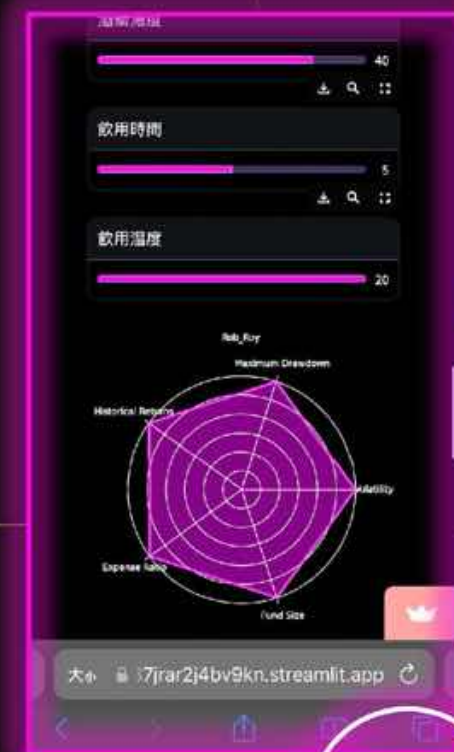 40
飲用時間
5
飲用溫度
20
Rob_Roy
Maximum Drawdown
Historical Returns
Volatility
Expense Ratio
Fund Size
大小
7jrar2j4bv9kn.streamlit.app